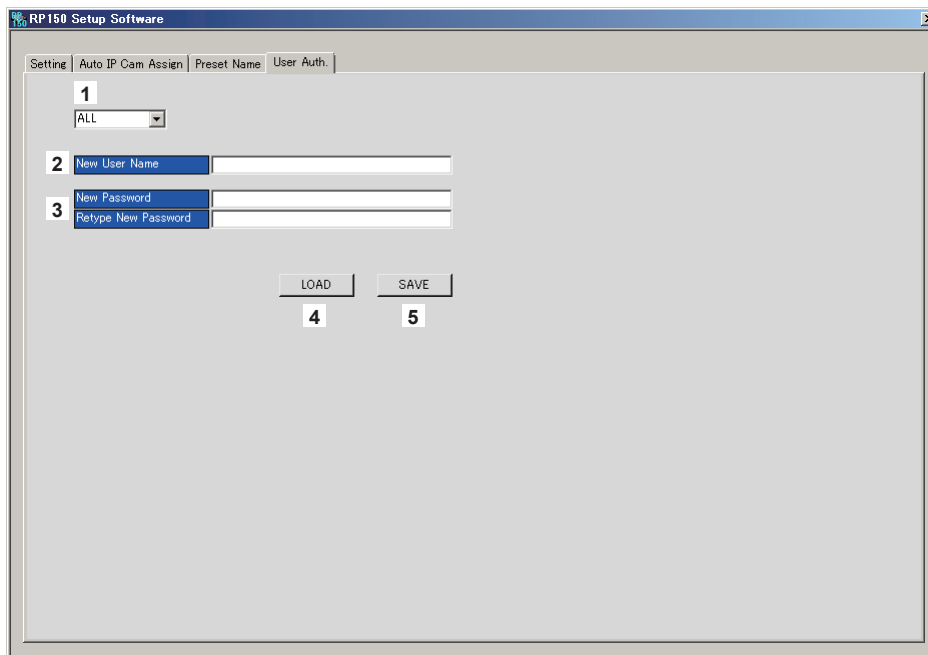 RP150 Setup Software
Setting Auto IP Cam Assign Preset Name User Auth.
1
ALL
2 New User Name
New Password
3
Retype New Password
LOAD SAVE
4 5